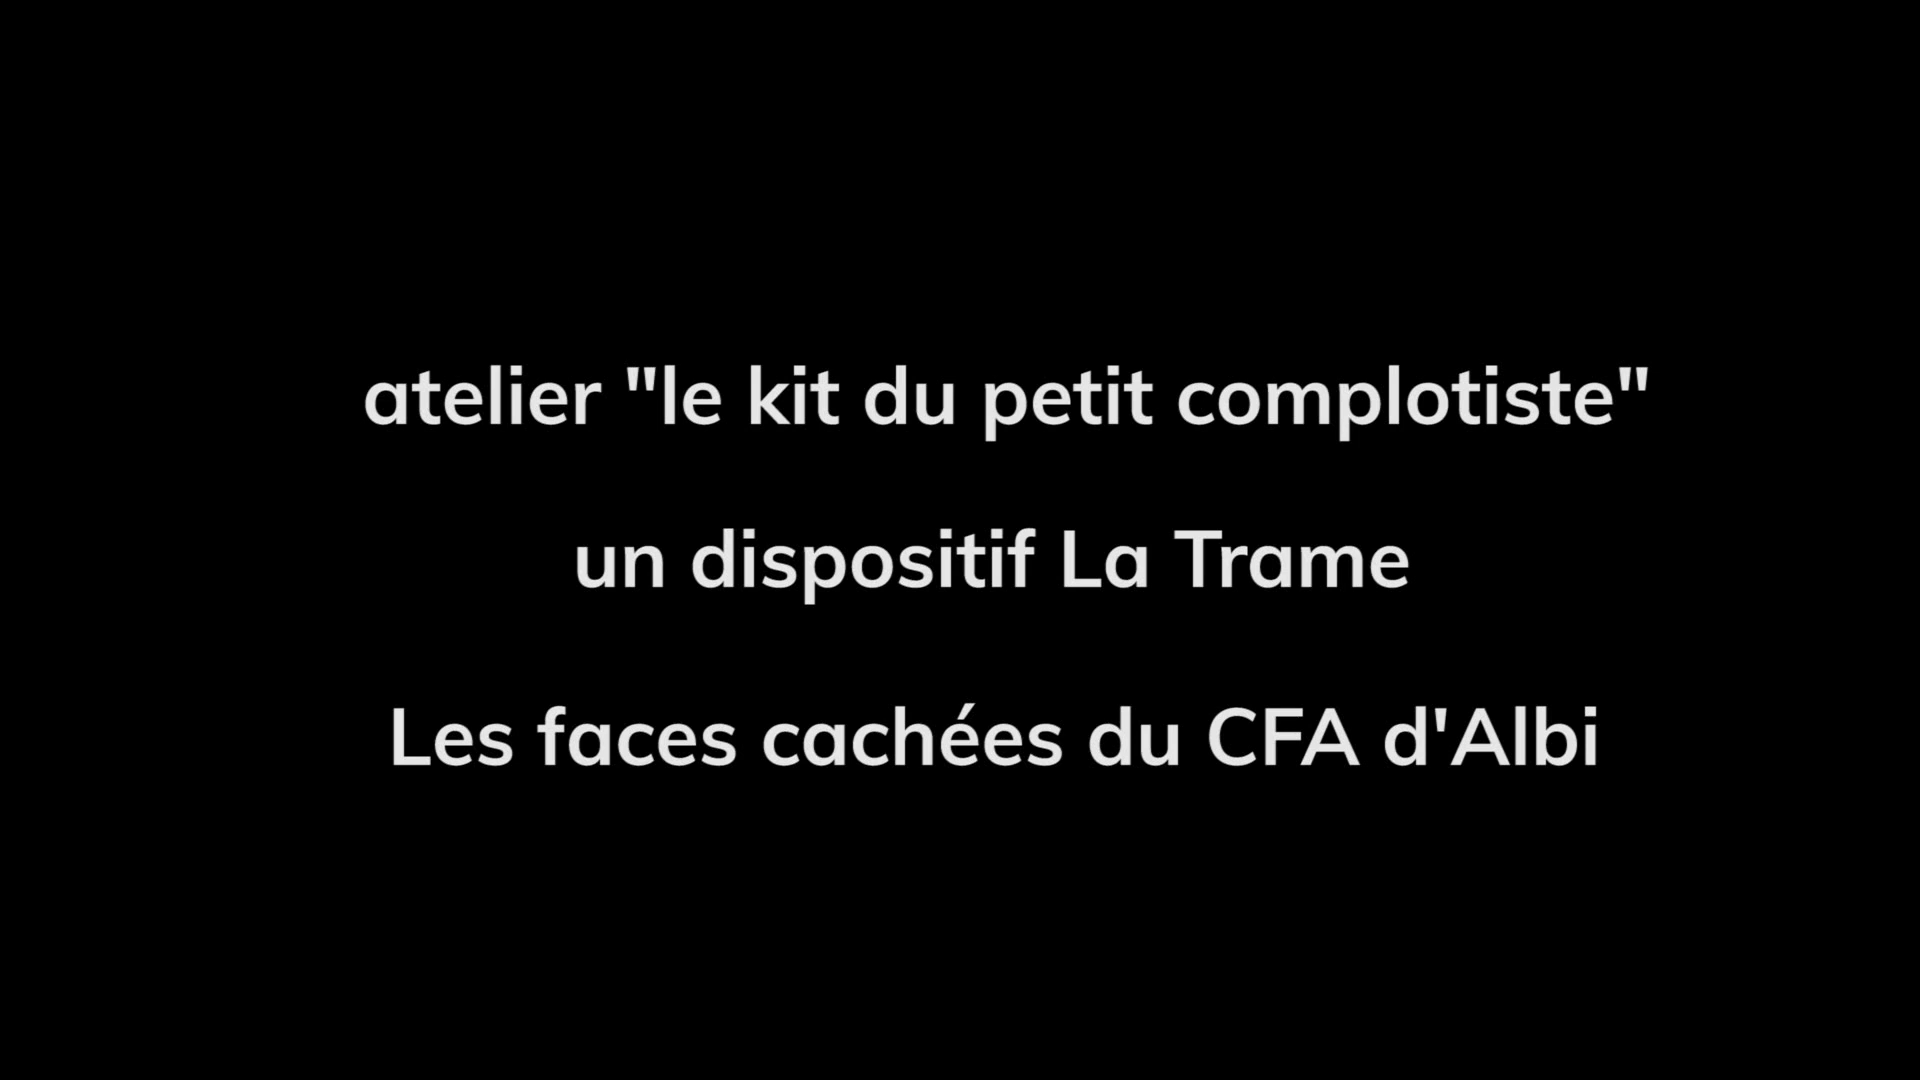 atelier "le kit du petit complotiste"
un dispositif La Trame
Les faces cachées du CFA d'Albi